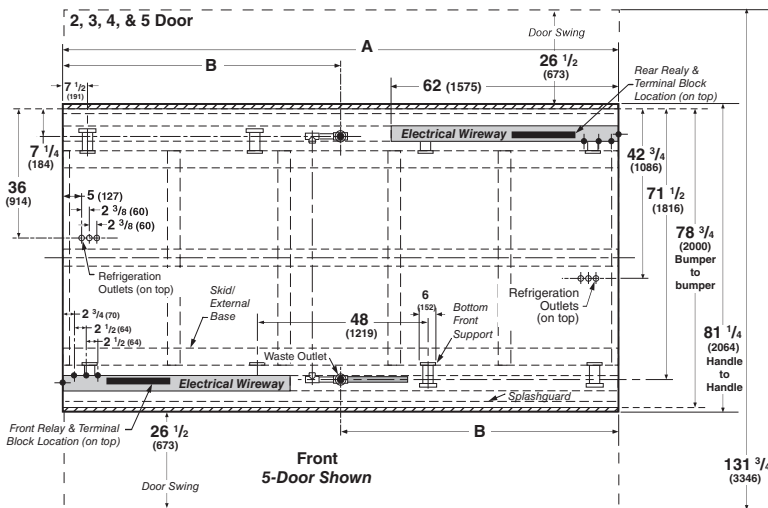 2, 3, 4, & 5 Door
Door Swing
A
B
26 1/2
(673)
7 1/2
(191)
62 (1575)
Rear Realy &
Terminal Block
Location (on top)
Electrical Wireway
7 1/4
(184)
36
(914)
42 3/4
(1086)
71 1/2
(1816)
5 (127)
2 3/8 (60)
2 3/8 (60)
78 3/4
(2000)
Bumper
to
bumper
Refrigeration
Outlets (on top)
Skid/
External
Base
6
(152)
Bottom
Front
Support
Refrigeration
Outlets
(on top)
2 3/4 (70)
2 1/2 (64)
2 1/2 (64)
48
(1219)
81 1/4
(2064)
Handle
to
Handle
Waste Outlet
Electrical Wireway
Splashguard
Front Relay & Terminal
Block Location (on top)
26 1/2
(673)
B
Front
5-Door Shown
131 3/4
(3346)
Door Swing